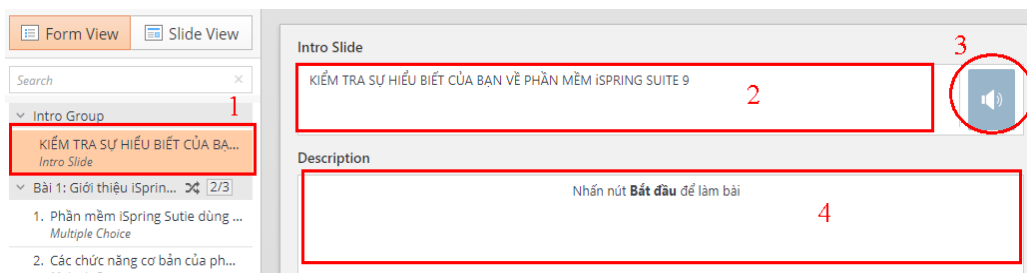 Form View
Slide View
Search
1
Intro Group
KIỂM TRA SỰ HIỂU BIẾT CỦA BẠ...
Intro Slide
Bài 1: Giới thiệu iSprin... 2/3
1. Phần mềm iSpring Sutie dùng ...
Multiple Choice
2. Các chức năng cơ bản của ph...
Intro Slide
3
KIỂM TRA SỰ HIỂU BIẾT CỦA BẠN VỀ PHẦN MỀM iSPRING SUITE 9
2
Description
Nhấn nút Bắt đầu để làm bài
4